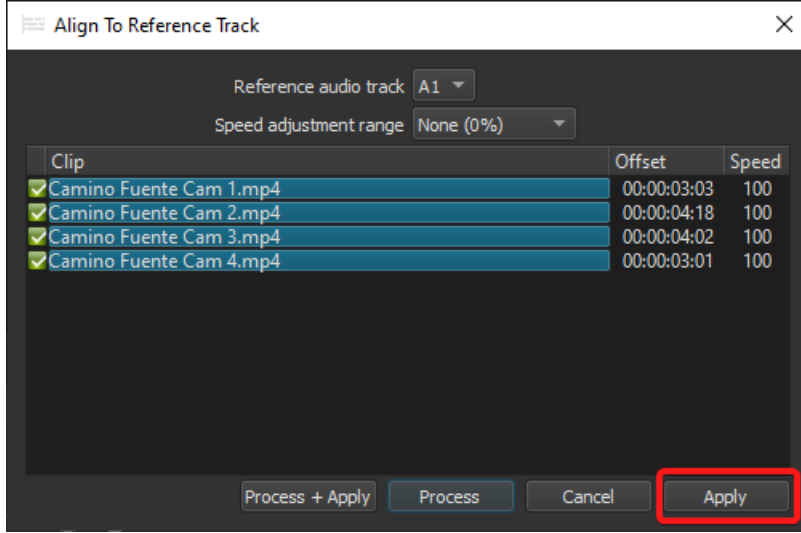 Align To Reference Track
Reference audio track A1
Speed adjustment range None (0%)
Clip Offset Speed
Camino Fuente Cam 1.mp4 00:00:03:03 100
Camino Fuente Cam 2.mp4 00:00:04:18 100
Camino Fuente Cam 3.mp4 00:00:04:02 100
Camino Fuente Cam 4.mp4 00:00:03:01 100
Process + Apply Process Cancel Apply